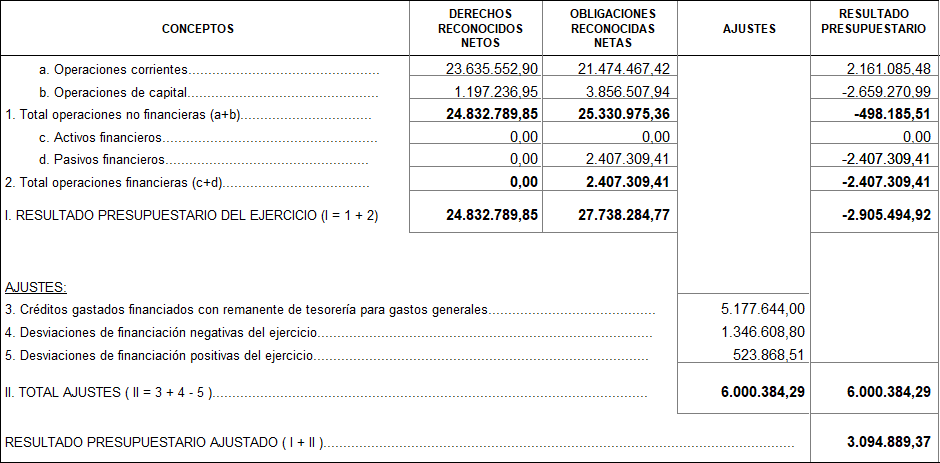 CONCEPTOS DERECHOS RECONOCIDOS NETOS OBLIGACIONES RECONOCIDAS NETAS AJUSTES RESULTADO PRESUPUESTARIO
a. Operaciones corrientes 23.635.552,90 21.474.467,42 2.161.085,48
b. Operaciones de capital 1.197.236,95 3.856.507,94 -2.659.270,99
1. Total operaciones no financieras (a+b) 24.832.789,85 25.330.975,36 -498.185,51
c. Activos financieros 0,00 0,00 0,00
d. Pasivos financieros 0,00 2.407.309,41 -2.407.309,41
2. Total operaciones financieras (c+d) 0,00 2.407.309,41 -2.407.309,41
I. RESULTADO PRESUPUESTARIO DEL EJERCICIO (I = 1 + 2) 24.832.789,85 27.738.284,77 -2.905.494,92
AJUSTES:
3. Créditos gastados financiados con remanente de tesorería para gastos generales 5.177.644,00
4. Desviaciones de financiación negativas del ejercicio 1.346.608,80
5. Desviaciones de financiación positivas del ejercicio 523.868,51
II. TOTAL AJUSTES ( II = 3 + 4 - 5 ) 6.000.384,29 6.000.384,29
RESULTADO PRESUPUESTARIO AJUSTADO ( I + II ) 3.094.889,37